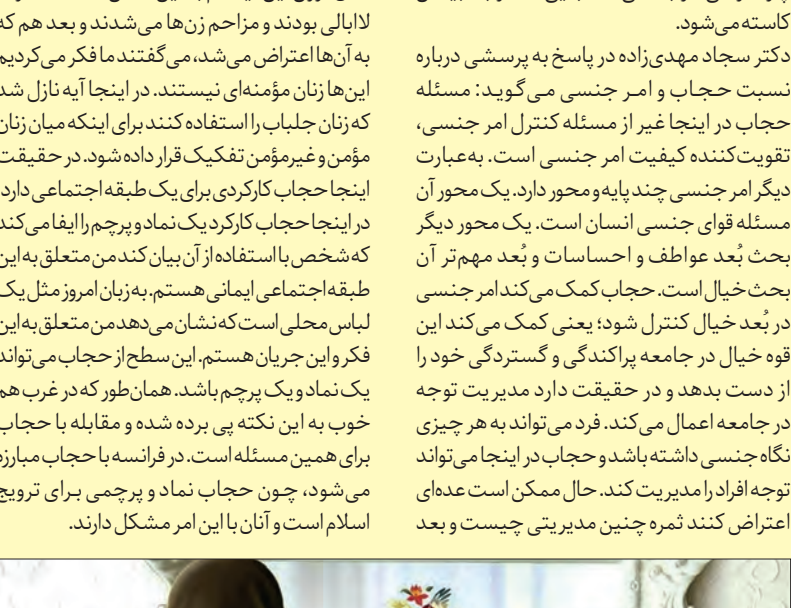 کاسته می‌شود.
دکتر سجاد مهدی‌زاده در پاسخ به پرسشی درباره
نسبت حجاب و امر جنسی می‌گوید: مسئله
حجاب در اینجا غیر از مسئله کنترل امر جنسی،
تقویت‌کننده کیفیت امر جنسی است. به‌عبارت
دیگر امر جنسی چند پایه و محور دارد. یک محور آن
مسئله قوای جنسی انسان است. یک محور دیگر
بحث بُعد عواطف و احساسات و بُعد مهم‌تر آن
بحث خیال است. حجاب کمک می‌کند امر جنسی
در بُعد خیال کنترل شود؛ یعنی کمک می‌کند این
قوه خیال در جامعه پراکندگی و گستردگی خود را
از دست بدهد و در حقیقت دارد مدیریت توجه
در جامعه اعمال می‌کند. فرد می‌تواند به هر چیزی
نگاه جنسی داشته باشد و حجاب در اینجا می‌تواند
توجه افراد را مدیریت کند. حال ممکن است عده‌ای
اعتراض کنند ثمره چنین مدیریتی چیست و بعد
لاابالی بودند و مزاحم زن‌ها می‌شدند و بعد هم که
به آن‌ها اعتراض می‌شد، می‌گفتند ما فکر می‌کردیم
این‌ها زنان مؤمنه‌ای نیستند. در اینجا آیه نازل شد
که زنان جلباب را استفاده کنند برای اینکه میان زنان
مؤمن و غیرمؤمن تفکیک قرار داده شود. در حقیقت
اینجا حجاب کارکردی برای یک طبقه اجتماعی دارد.
در اینجا حجاب کارکرد یک نماد و پرچم را ایفا می‌کند
که شخص با استفاده از آن بیان کند من متعلق به این
طبقه اجتماعی ایمانی هستم. به زبان امروز مثل یک
لباس محلی است که نشان می‌دهد من متعلق به این
فکر و این جریان هستم. این سطح از حجاب می‌تواند
یک نماد و یک پرچم باشد. همان‌طور که در غرب هم
خوب به این نکته پی برده شده و مقابله با حجاب
برای همین مسئله است. در فرانسه با حجاب مبارزه
می‌شود، چون حجاب نماد و پرچمی برای ترویج
اسلام است و آنان با این امر مشکل دارند.